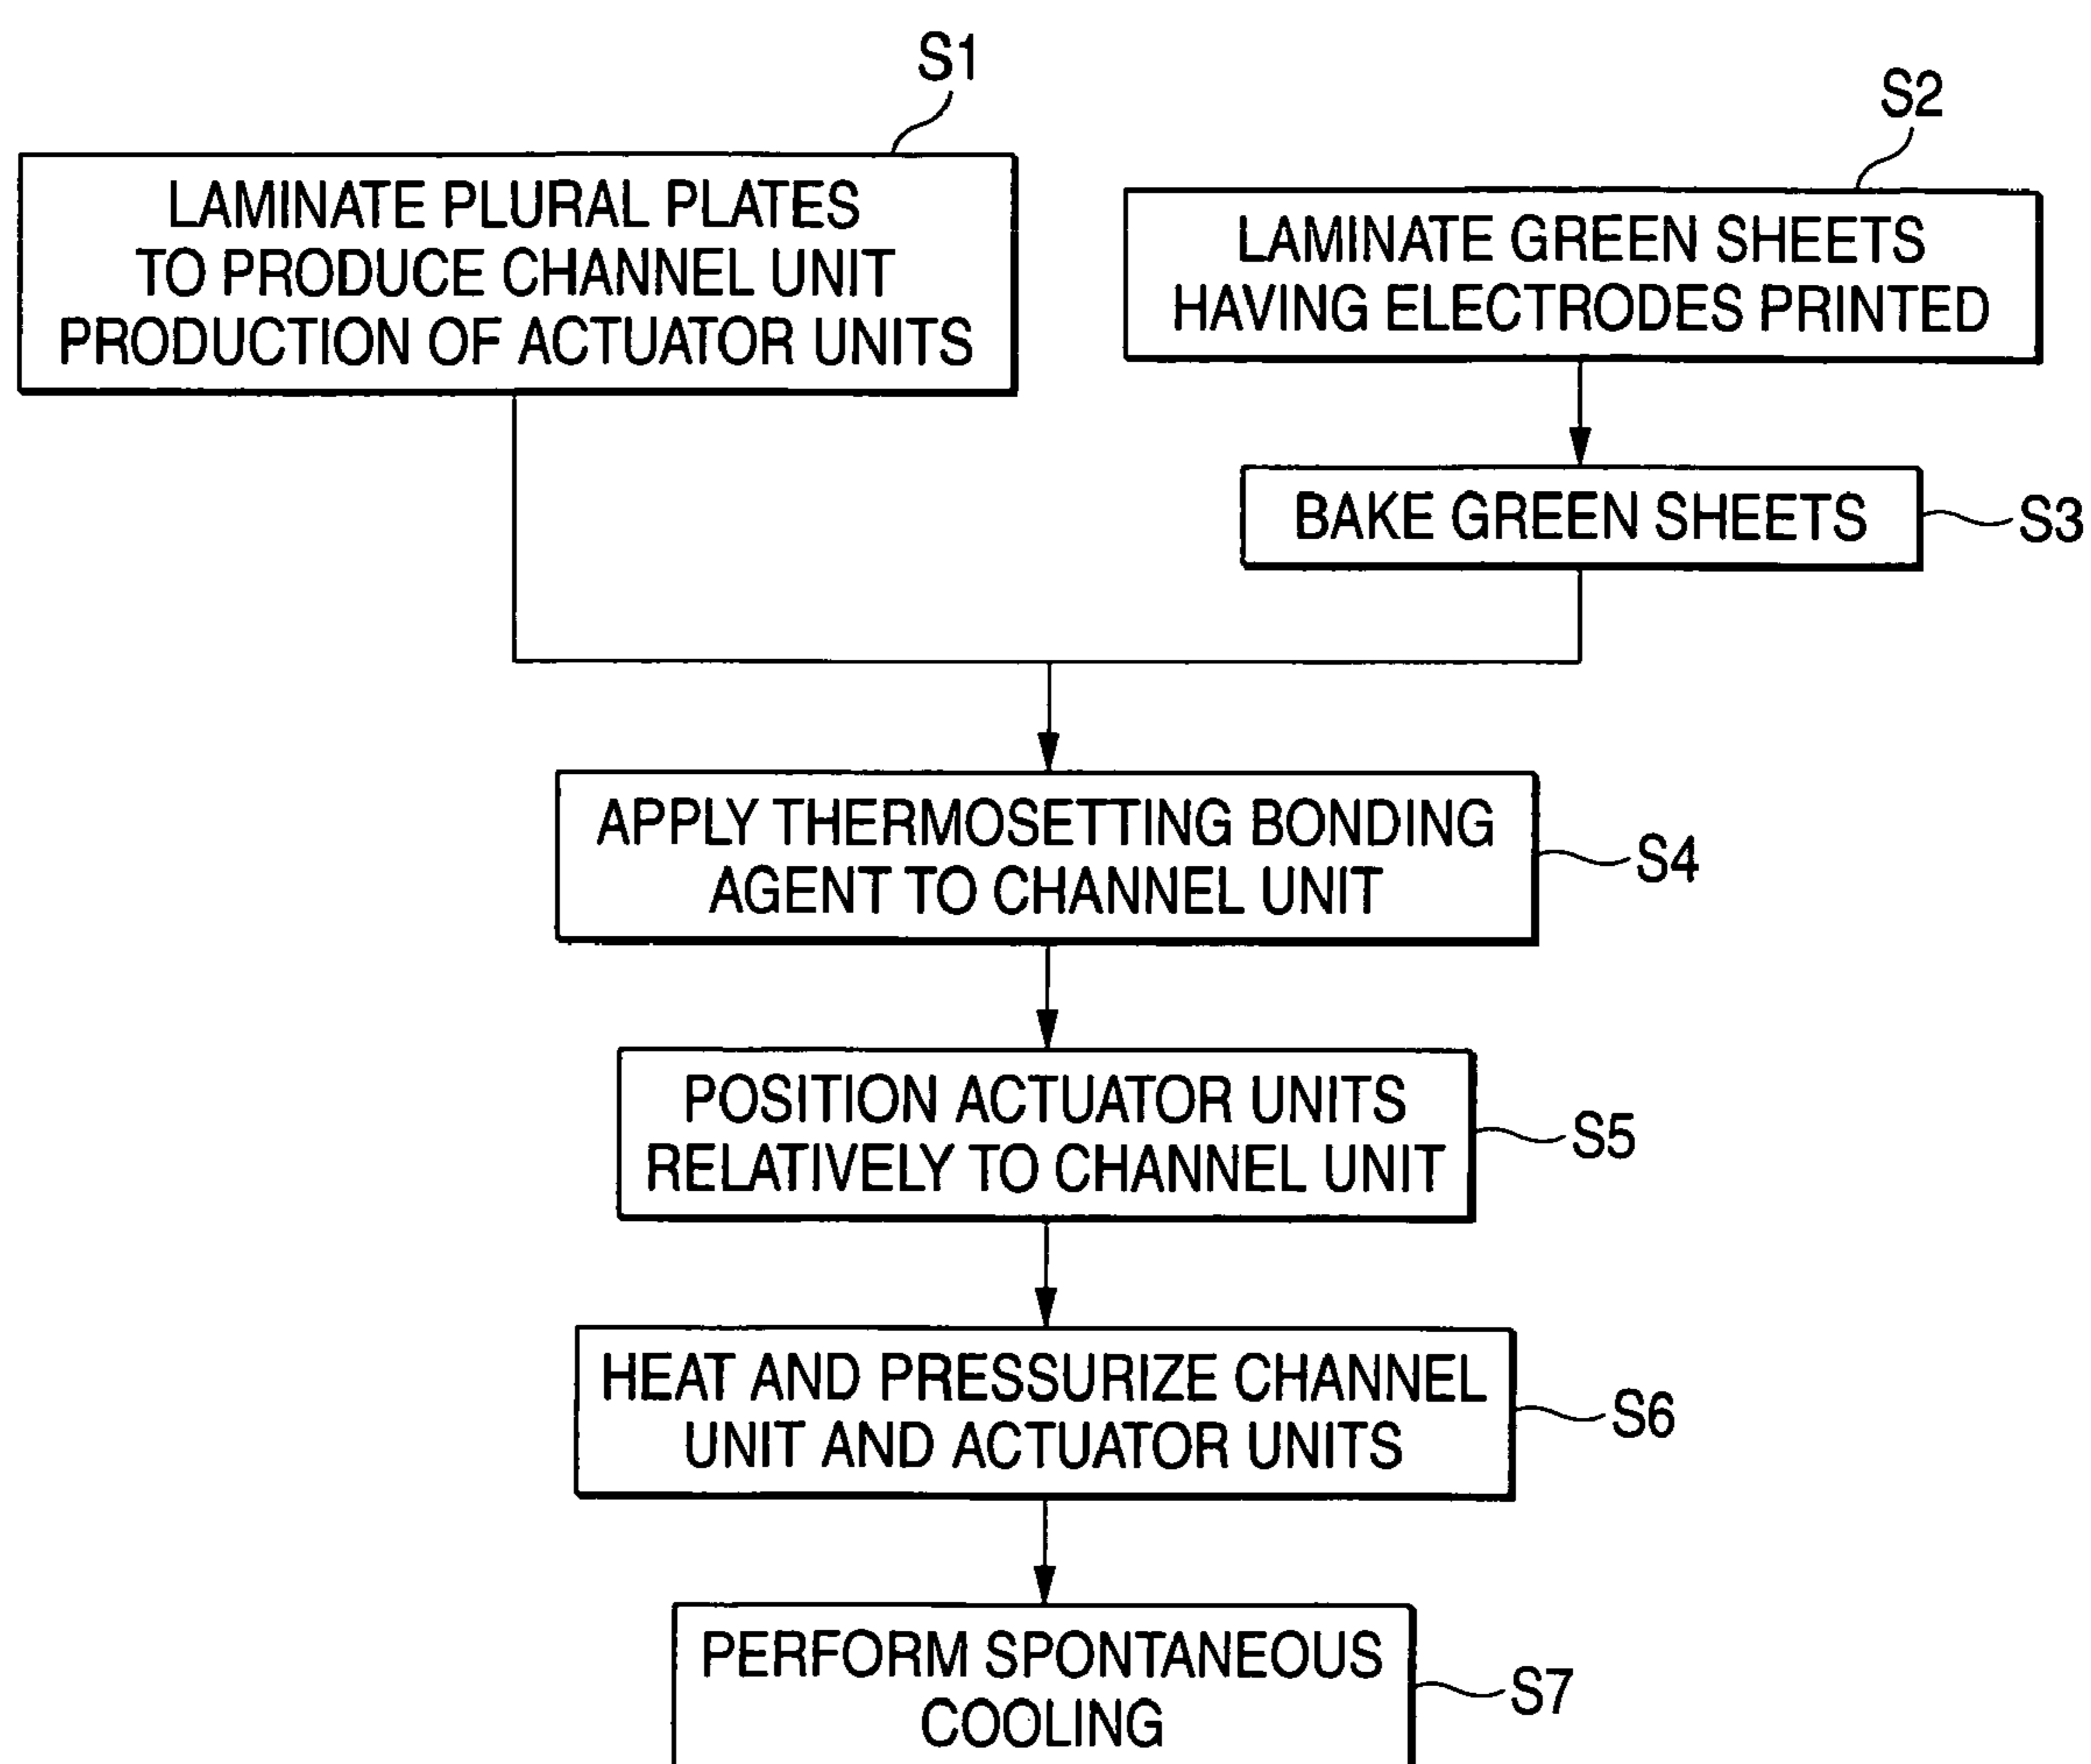 S1
LAMINATE PLURAL PLATES
TO PRODUCE CHANNEL UNIT
PRODUCTION OF ACTUATOR UNITS
S2
LAMINATE GREEN SHEETS
HAVING ELECTRODES PRINTED
BAKE GREEN SHEETS
S3
APPLY THERMOSETTING BONDING
AGENT TO CHANNEL UNIT
S4
POSITION ACTUATOR UNITS
RELATIVELY TO CHANNEL UNIT
S5
HEAT AND PRESSURIZE CHANNEL
UNIT AND ACTUATOR UNITS
S6
PERFORM SPONTANEOUS
COOLING
S7